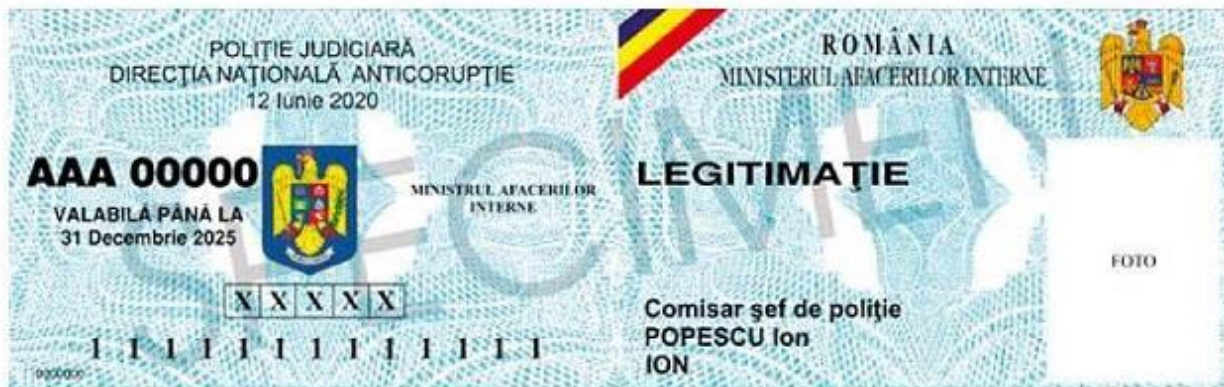 POLIȚIE JUDICIARĂ
DIRECȚIA NAȚIONALĂ ANTICORUPȚIE
12 Iunie 2020
AAA 00000
VALABILĂ PÂNĂ LA
31 Decembrie 2025
MINISTRUL AFACERILOR
INTERNE
X X X X X
1 1 1 1 1 1 1 1 1 1 1 1 1
0000000
ROMÂNIA
MINISTERUL AFACERILOR INTERNE
LEGITIMAȚIE
FOTO
Comisar șef de poliție
POPESCU Ion
ION
SPECIMEN